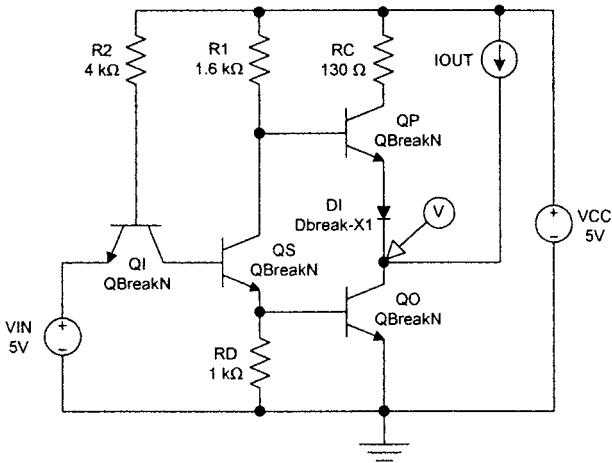 R2
4 kΩ
R1
1.6 kΩ
RC
130 Ω
IOUT
QP
QBreakN
DI
Dbreak-X1
V
VCC
5V
QI
QBreakN
QS
QBreakN
QO
QBreakN
VIN
5V
RD
1 kΩ